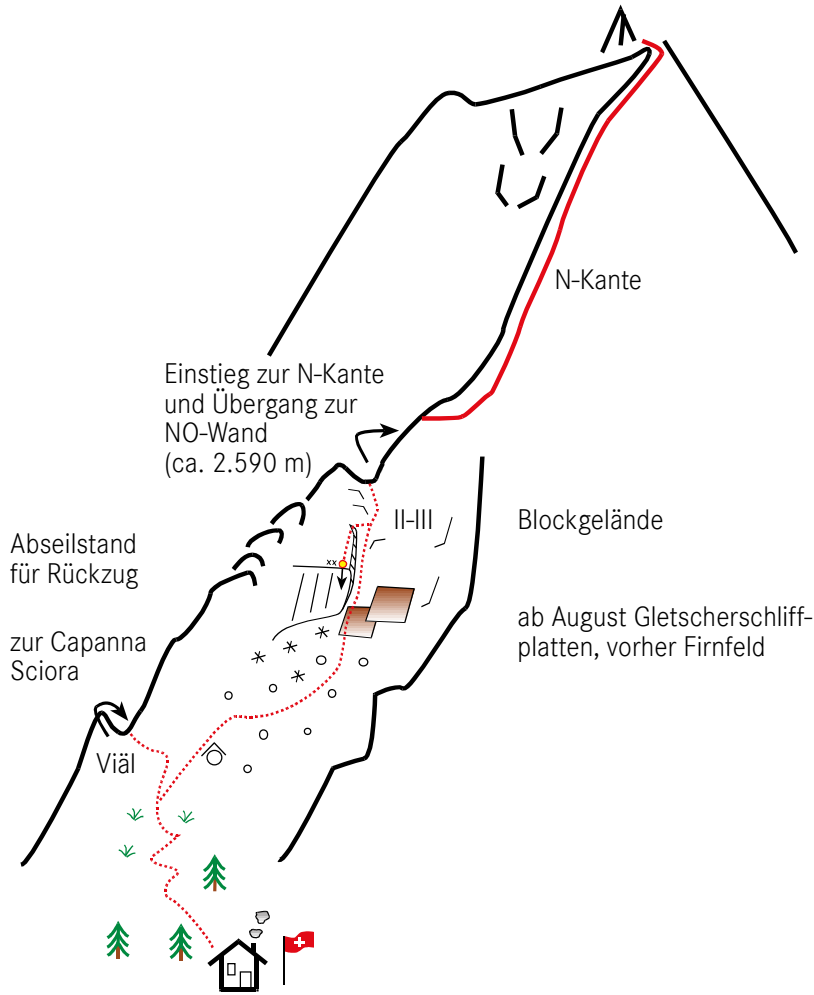 N-Kante
Einstieg zur N-Kante
und Übergang zur
NO-Wand
(ca. 2.590 m)
II-III
Blockgelände
Abseilstand
für Rückzug
xx
ab August Gletscherschliff-
platten, vorher Firnfeld
zur Capanna
Sciora
Viäl